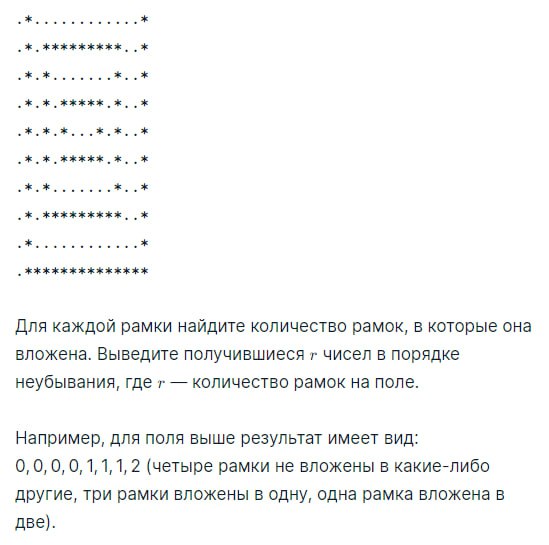 .*............*
.*.*********..*
.*.*.......*..*
.*.*.*****.*..*
.*.*.*...*.*..*
.*.*.*****.*..*
.*.*.......*..*
.*.*********..*
.*............*
.**************
Для каждой рамки найдите количество рамок, в которые она
вложена. Выведите получившиеся r чисел в порядке
неубывания, где r — количество рамок на поле.
Например, для поля выше результат имеет вид:
0, 0, 0, 0, 1, 1, 1, 2 (четыре рамки не вложены в какие-либо
другие, три рамки вложены в одну, одна рамка вложена в
две).